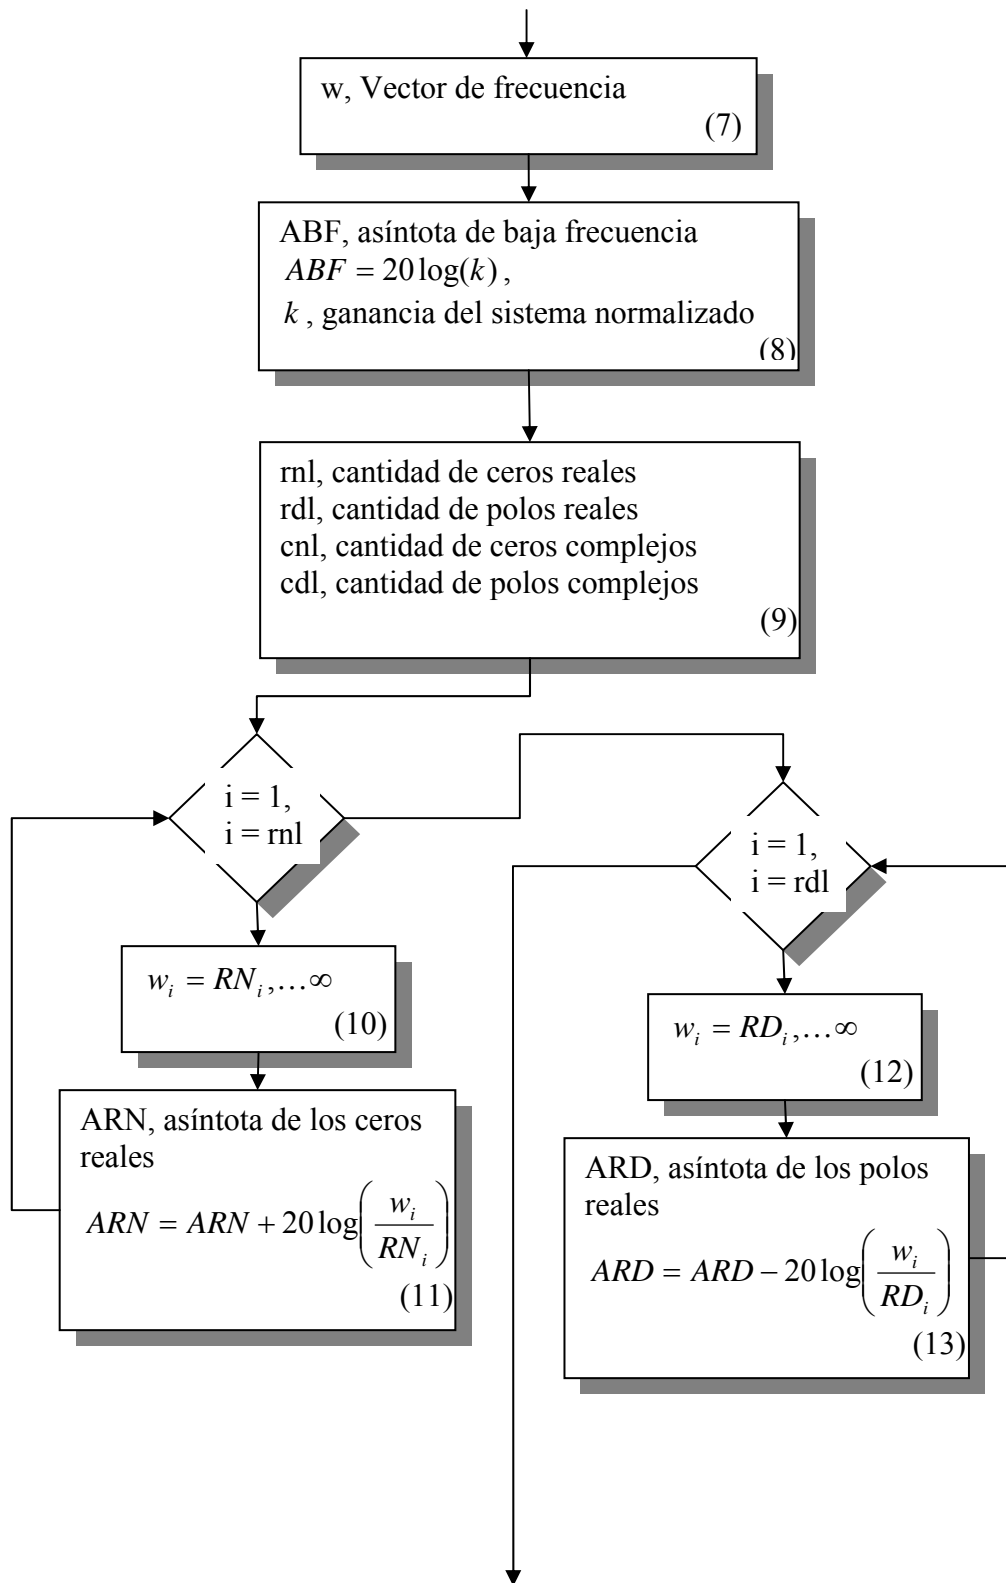 w, Vector de frecuencia
(7)
ABF, asíntota de baja frecuencia
ABF = 20 log(k) ,
k , ganancia del sistema normalizado
(8)
rnl, cantidad de ceros reales
rdl, cantidad de polos reales
cnl, cantidad de ceros complejos
cdl, cantidad de polos complejos
(9)
i = 1,
i = rnl
w_i = RN_i,…∞
(10)
ARN, asíntota de los ceros
reales
ARN = ARN + 20 log(w_i / RN_i)
(11)
i = 1,
i = rdl
w_i = RD_i,…∞
(12)
ARD, asíntota de los polos
reales
ARD = ARD − 20 log(w_i / RD_i)
(13)